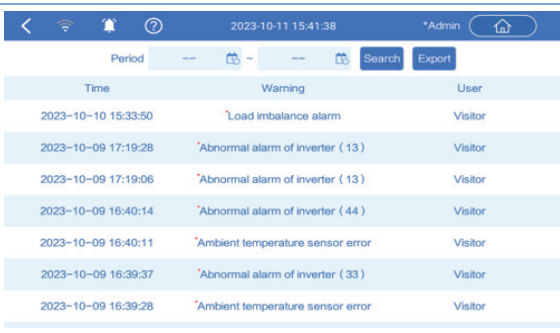 2023-10-11 15:41:38 *Admin
Period -- ~ -- Search Export
Time Warning User
2023-10-10 15:33:50 *Load imbalance alarm Visitor
2023-10-09 17:19:28 *Abnormal alarm of inverter ( 13 ) Visitor
2023-10-09 17:19:06 *Abnormal alarm of inverter ( 13 ) Visitor
2023-10-09 16:40:14 *Abnormal alarm of inverter ( 44 ) Visitor
2023-10-09 16:40:11 *Ambient temperature sensor error Visitor
2023-10-09 16:39:37 *Abnormal alarm of inverter ( 33 ) Visitor
2023-10-09 16:39:28 *Ambient temperature sensor error Visitor